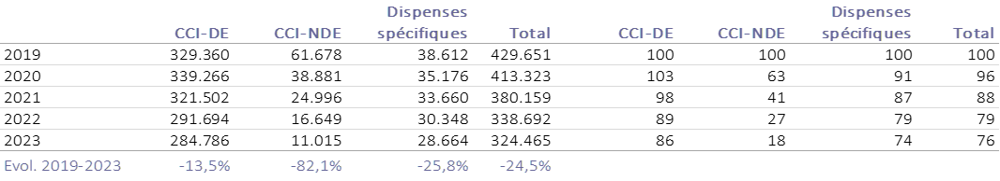 Dispenses Dispenses
CCI-DE CCI-NDE spécifiques Total CCI-DE CCI-NDE spécifiques Total
2019 329.360 61.678 38.612 429.651 100 100 100 100
2020 339.266 38.881 35.176 413.323 103 63 91 96
2021 321.502 24.996 33.660 380.159 98 41 87 88
2022 291.694 16.649 30.348 338.692 89 27 79 79
2023 284.786 11.015 28.664 324.465 86 18 74 76
Evol. 2019-2023 -13,5% -82,1% -25,8% -24,5%